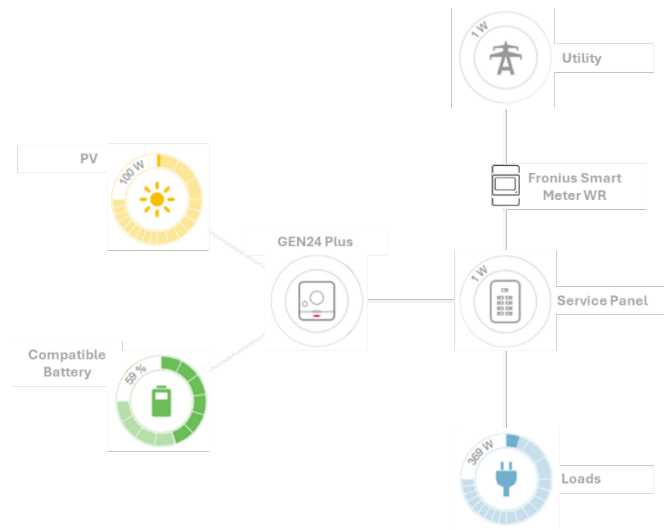 1 W
Utility
PV
100 W
Fronius Smart
Meter WR
GEN24 Plus
1 W
Service Panel
Compatible
Battery
59 %
369 W
Loads